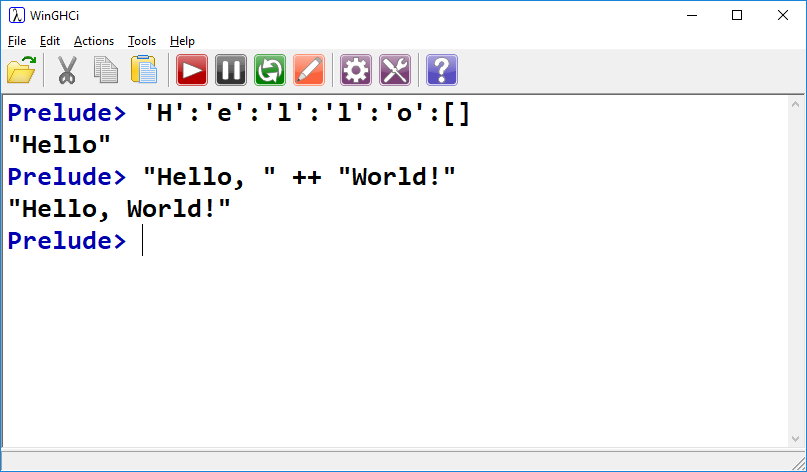 WinGHCi
File Edit Actions Tools Help
Prelude> 'H':'e':'l':'l':'o':[]
"Hello"
Prelude> "Hello, " ++ "World!"
"Hello, World!"
Prelude>